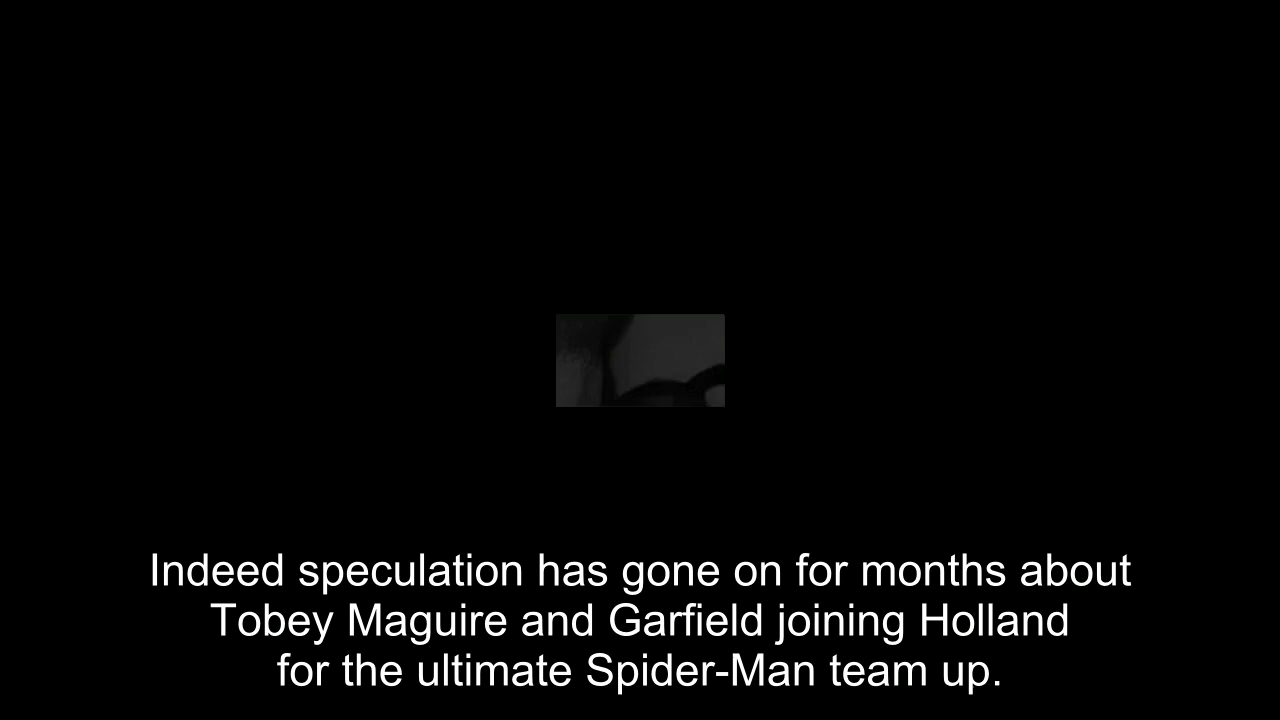 Indeed speculation has gone on for months about
Tobey Maguire and Garfield joining Holland
for the ultimate Spider-Man team up.